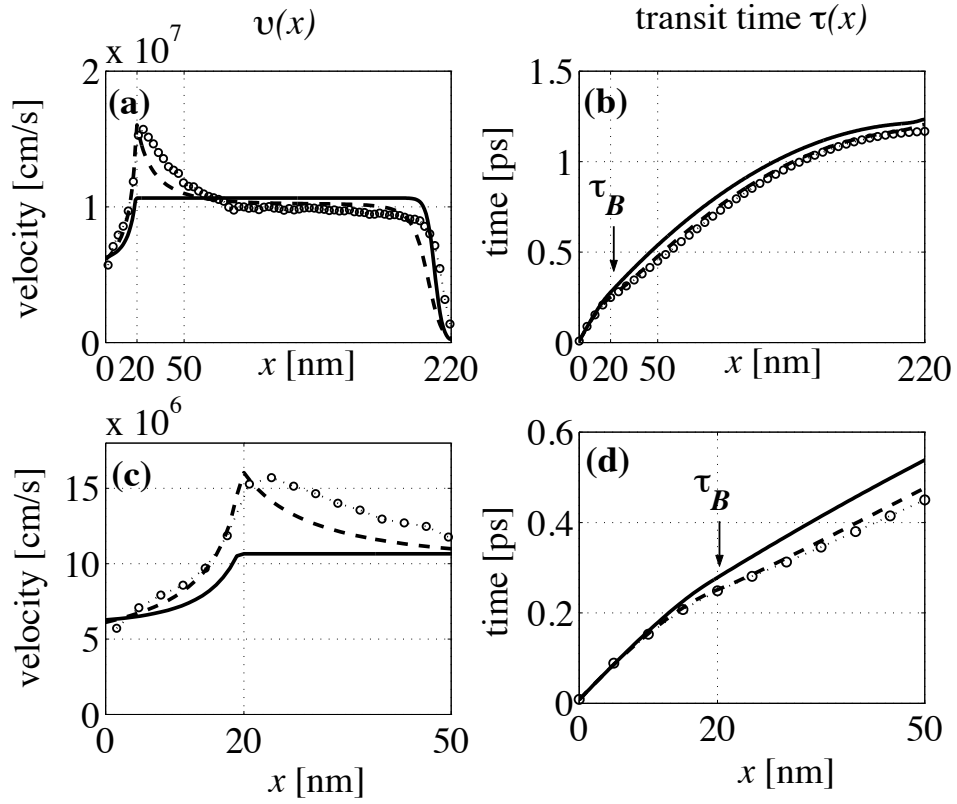 υ(x)
transit time τ(x)
x 10^7
(a)
velocity [cm/s]
2
1
0
0 20 50 220
x [nm]
(b)
time [ps]
1.5
1
0.5
0
τ_B
0 20 50 220
x [nm]
x 10^6
(c)
velocity [cm/s]
15
10
5
0
0 20 50
x [nm]
(d)
time [ps]
0.6
0.4
0.2
0
τ_B
0 20 50
x [nm]